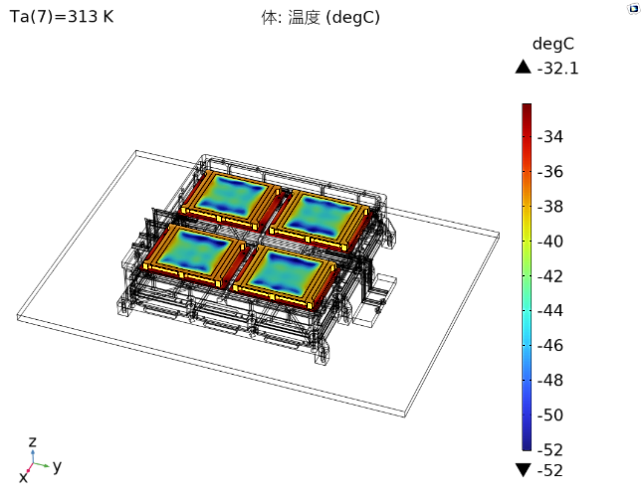 Ta(7)=313 K
体: 温度 (degC)
degC
▲ -32.1
-34
-36
-38
-40
-42
-44
-46
-48
-50
-52
▼ -52
z
y
x